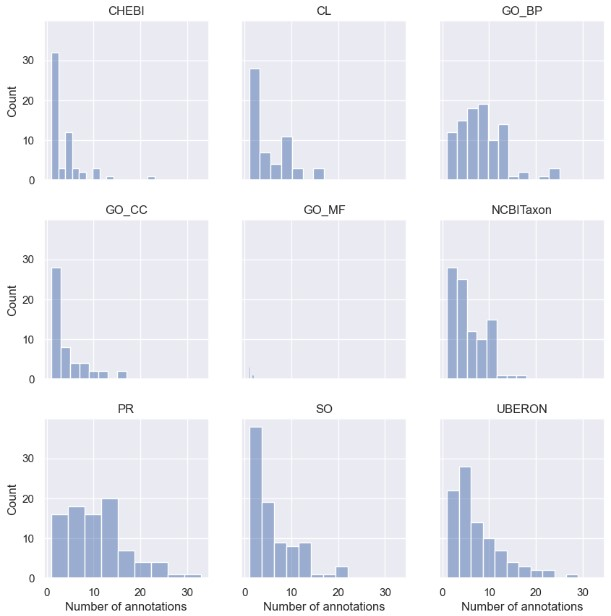 CHEBI CL GO_BP
30
20
10
0
Count
GO_CC GO_MF NCBITaxon
30
20
10
0
Count
PR SO UBERON
30
20
10
0
Count
0 10 20 30 0 10 20 30 0 10 20 30
Number of annotations Number of annotations Number of annotations